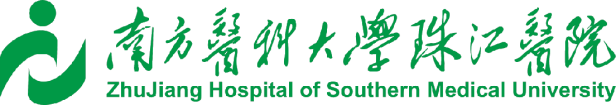 南方醫科大學珠江醫院
ZhuJiang Hospital of Southern Medical University